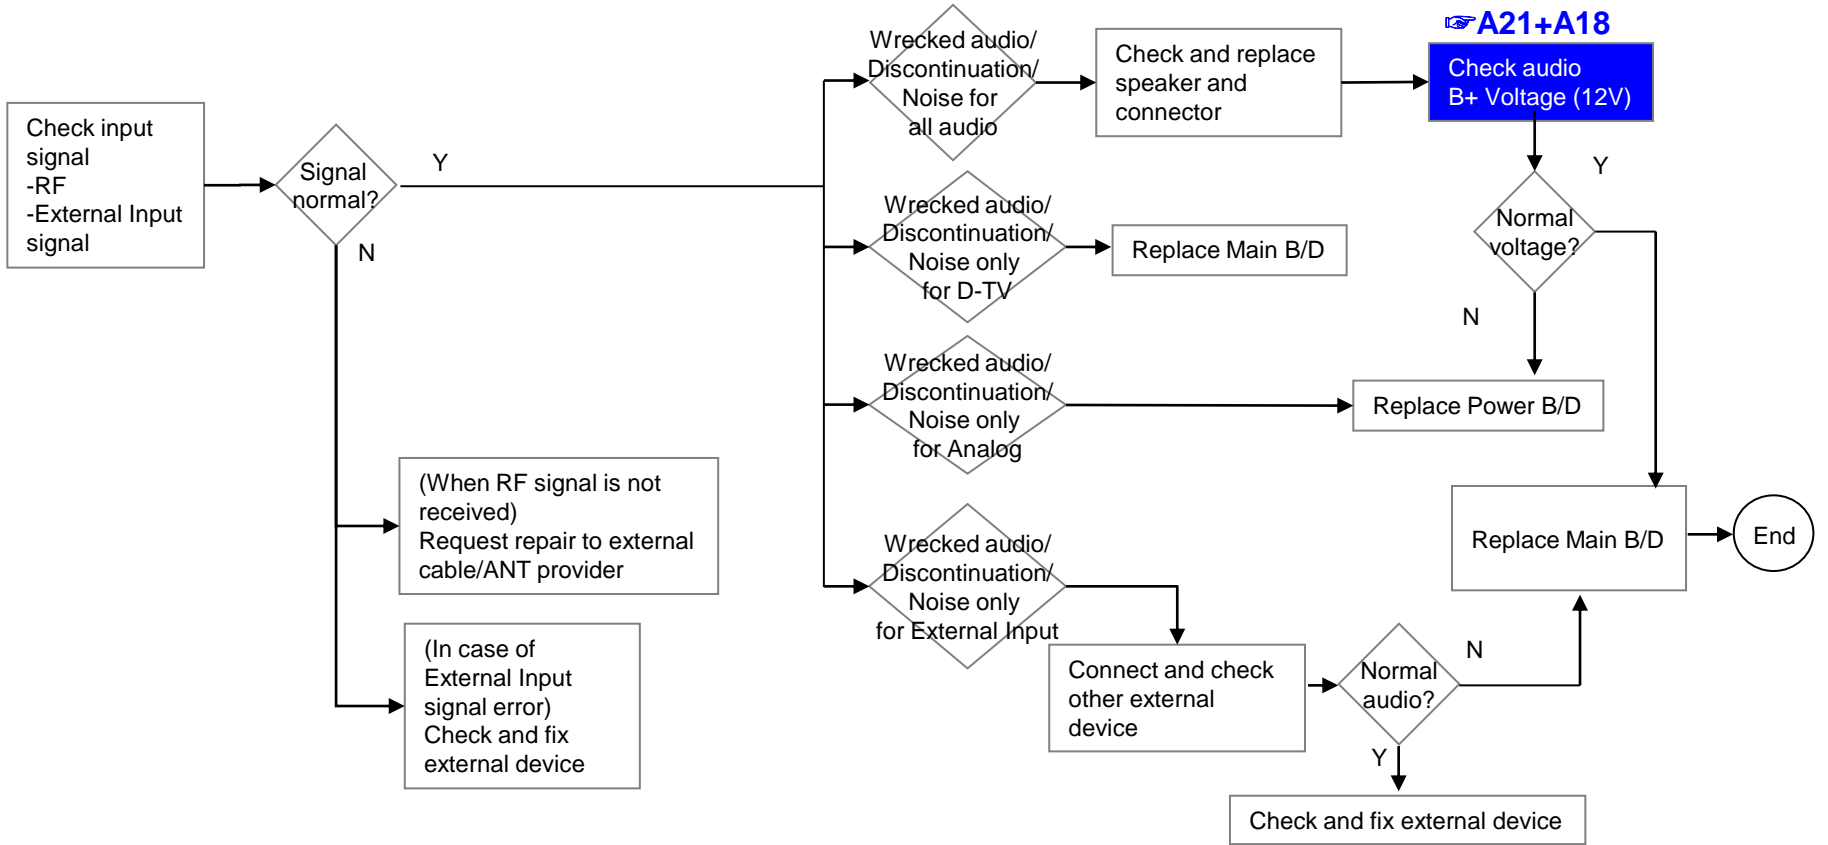 Check input
signal
-RF
-External Input
signal
Signal
normal?
Y
N
(When RF signal is not
received)
Request repair to external
cable/ANT provider
(In case of
External Input
signal error)
Check and fix
external device
Wrecked audio/
Discontinuation/
Noise for
all audio
Check and replace
speaker and
connector
☞A21+A18
Check audio
B+ Voltage (12V)
Y
Normal
voltage?
N
Wrecked audio/
Discontinuation/
Noise only
for D-TV
Replace Main B/D
Wrecked audio/
Discontinuation/
Noise only
for Analog
Replace Power B/D
Wrecked audio/
Discontinuation/
Noise only
for External Input
Connect and check
other external
device
Normal
audio?
N
Y
Replace Main B/D
End
Check and fix external device